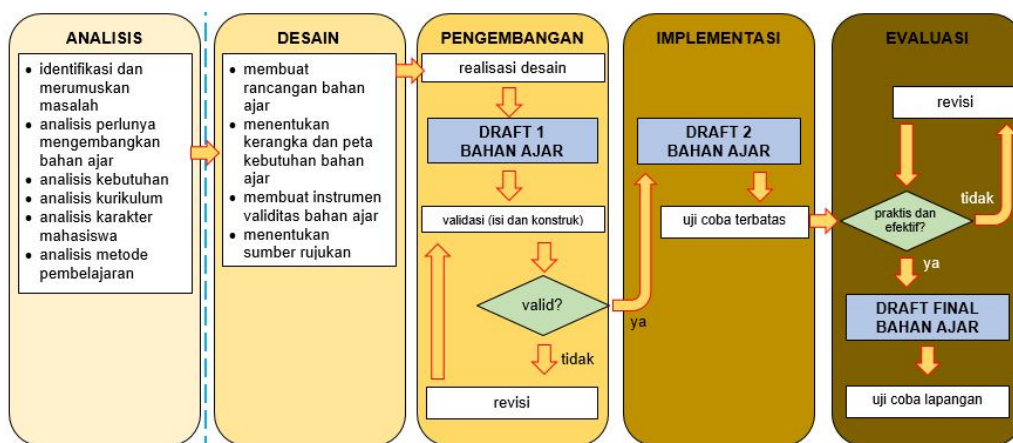 ANALISIS
• identifikasi dan
merumuskan
masalah
• analisis perlunya
mengembangkan
bahan ajar
• analisis kebutuhan
• analisis kurikulum
• analisis karakter
mahasiswa
• analisis metode
pembelajaran
DESAIN
• membuat
rancangan bahan
ajar
• menentukan
kerangka dan peta
kebutuhan bahan
ajar
• membuat instrumen
validitas bahan ajar
• menentukan
sumber rujukan
PENGEMBANGAN
realisasi desain
DRAFT 1
BAHAN AJAR
validasi (isi dan konstruk)
valid?
ya
tidak
revisi
IMPLEMENTASI
DRAFT 2
BAHAN AJAR
uji coba terbatas
EVALUASI
revisi
praktis dan
efektif?
tidak
ya
DRAFT FINAL
BAHAN AJAR
uji coba lapangan